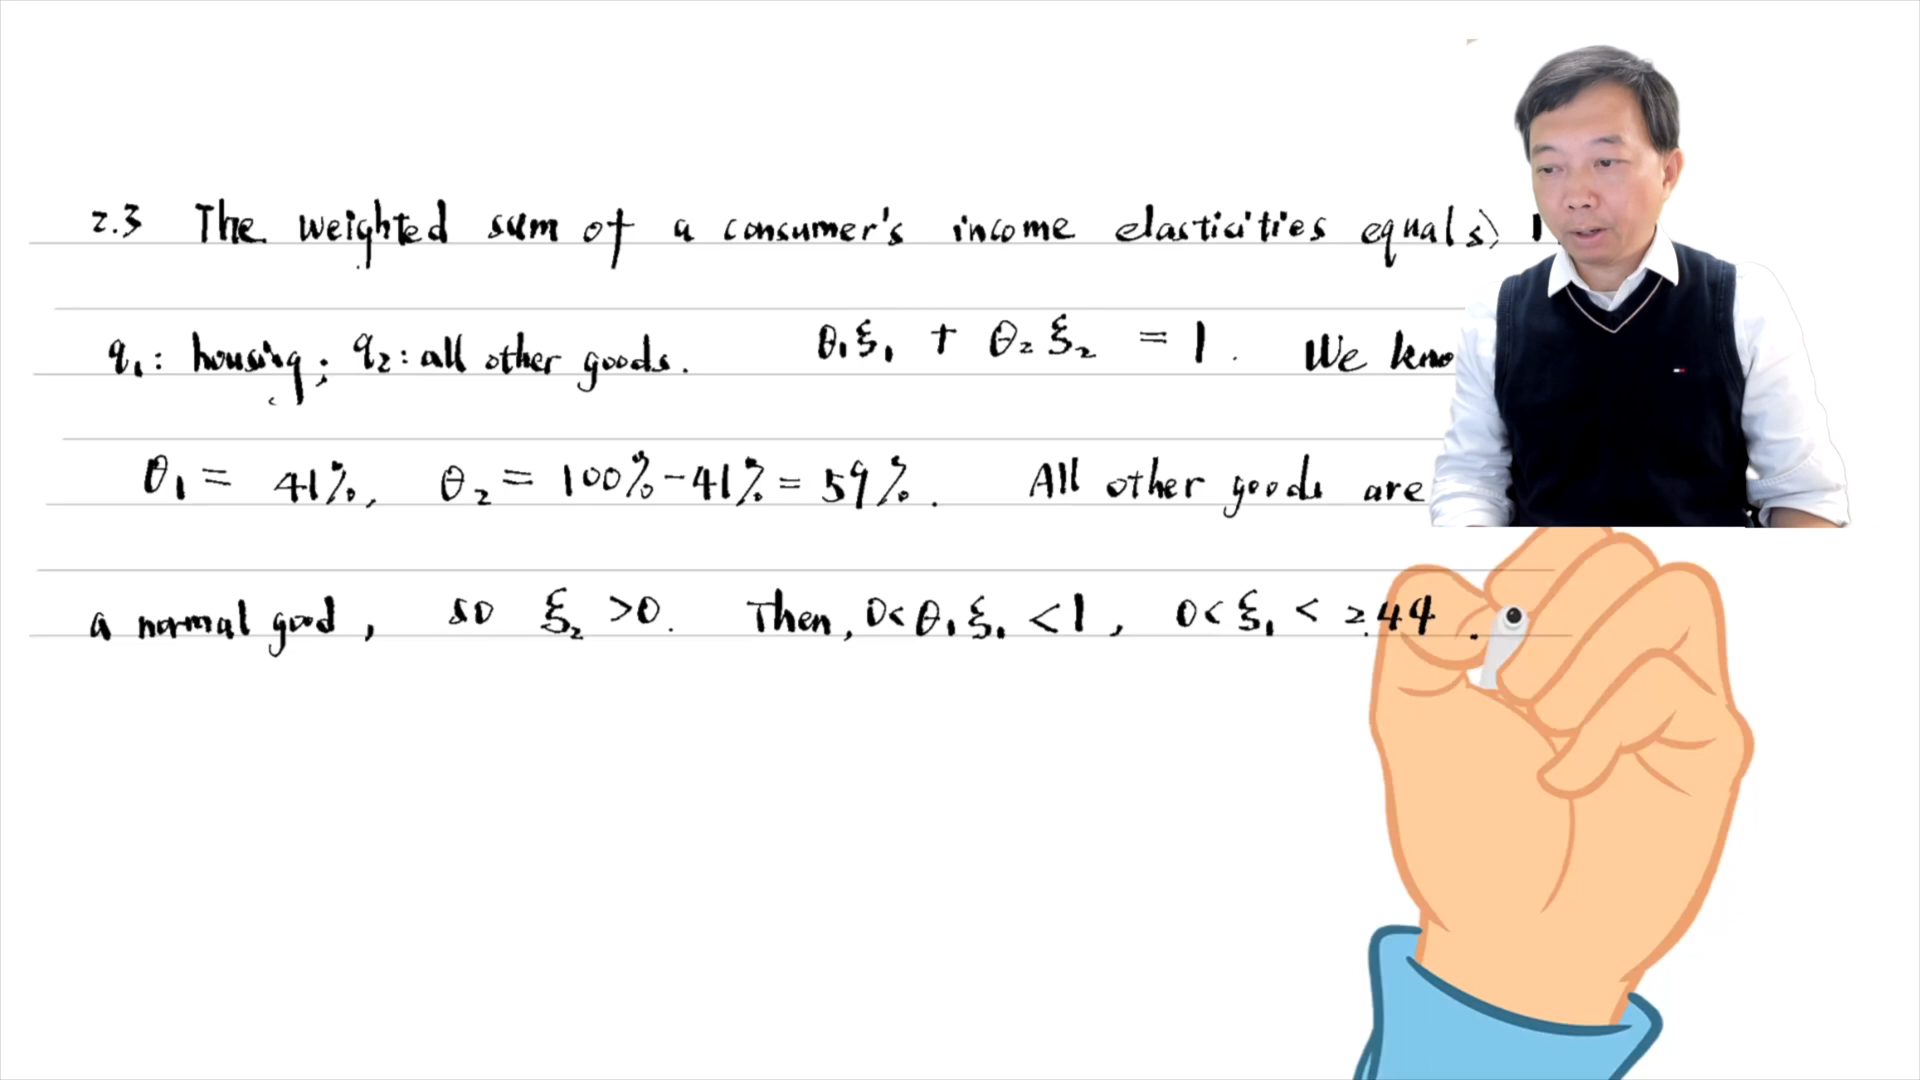 2.3 The weighted sum of a consumer's income elasticities equals 1
q₁: housing; q₂: all other goods. θ₁ξ₁ + θ₂ξ₂ = 1. We kno
θ₁ = 41%, θ₂ = 100% - 41% = 59%. All other goods are
a normal good, so ξ₂ >0. Then, 0< θ₁ξ₁ <1, 0< ξ₁ < 2.44.